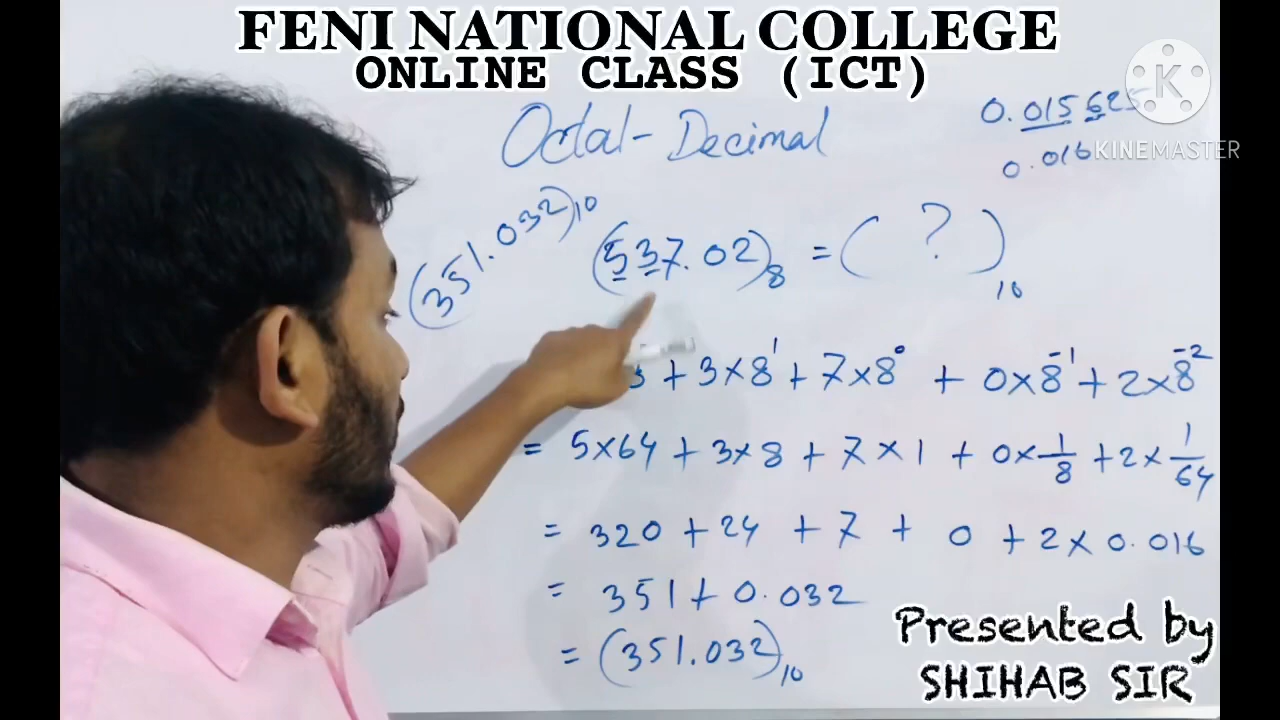 FENI NATIONAL COLLEGE
ONLINE CLASS (ICT)
K
KINEMASTER
Octal - Decimal
0.015625
0.016
(351.032)10
(537.02)8 = ( ? )10
+ 3×8¹ + 7×8⁰ + 0×8⁻¹ + 2×8⁻²
= 5×64 + 3×8 + 7×1 + 0×1/8 + 2×1/64
= 320 + 24 + 7 + 0 + 2×0.016
= 351 + 0.032
= (351.032)10
Presented by
SHIHAB SIR